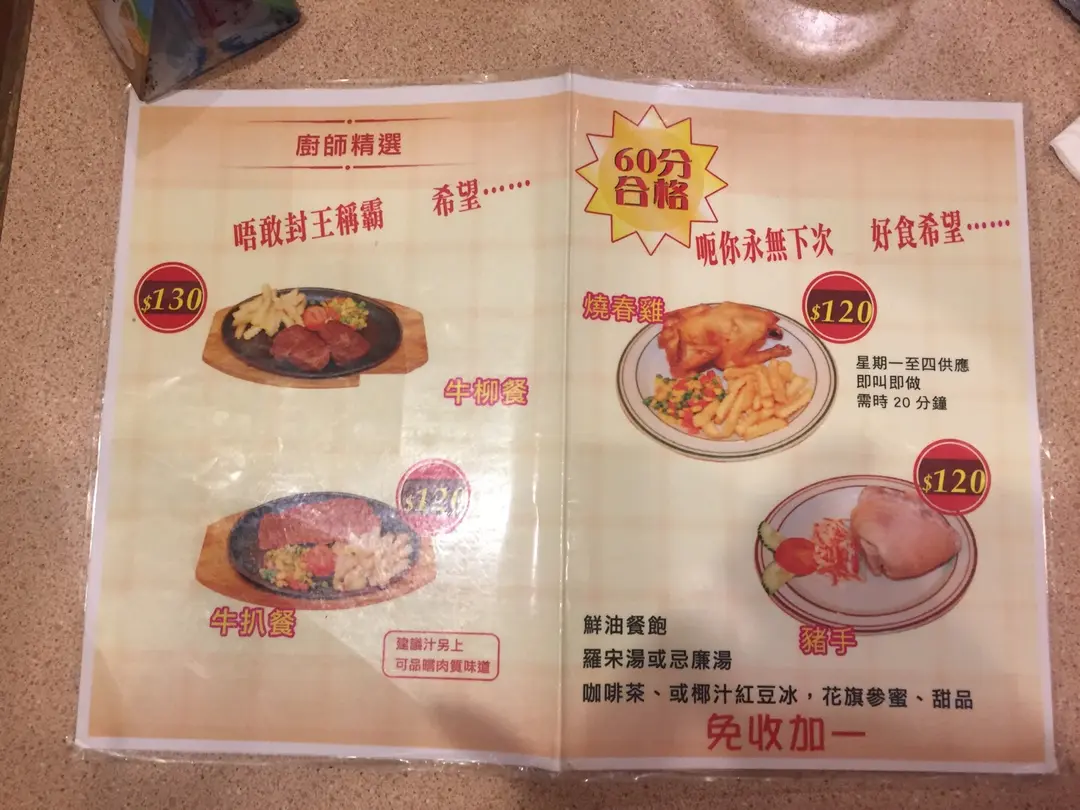 廚師精選
唔敢封王稱霸
希望……
$130
牛柳餐
$120
牛扒餐
建議汁另上
可品嚐肉質味道
60分
合格
呃你永無下次
好食希望……
燒春雞
$120
星期一至四供應
即叫即做
需時 20 分鐘
$120
豬手
鮮油餐飽
羅宋湯或忌廉湯
咖啡茶、或椰汁紅豆冰，花旗參蜜、甜品
免收加一